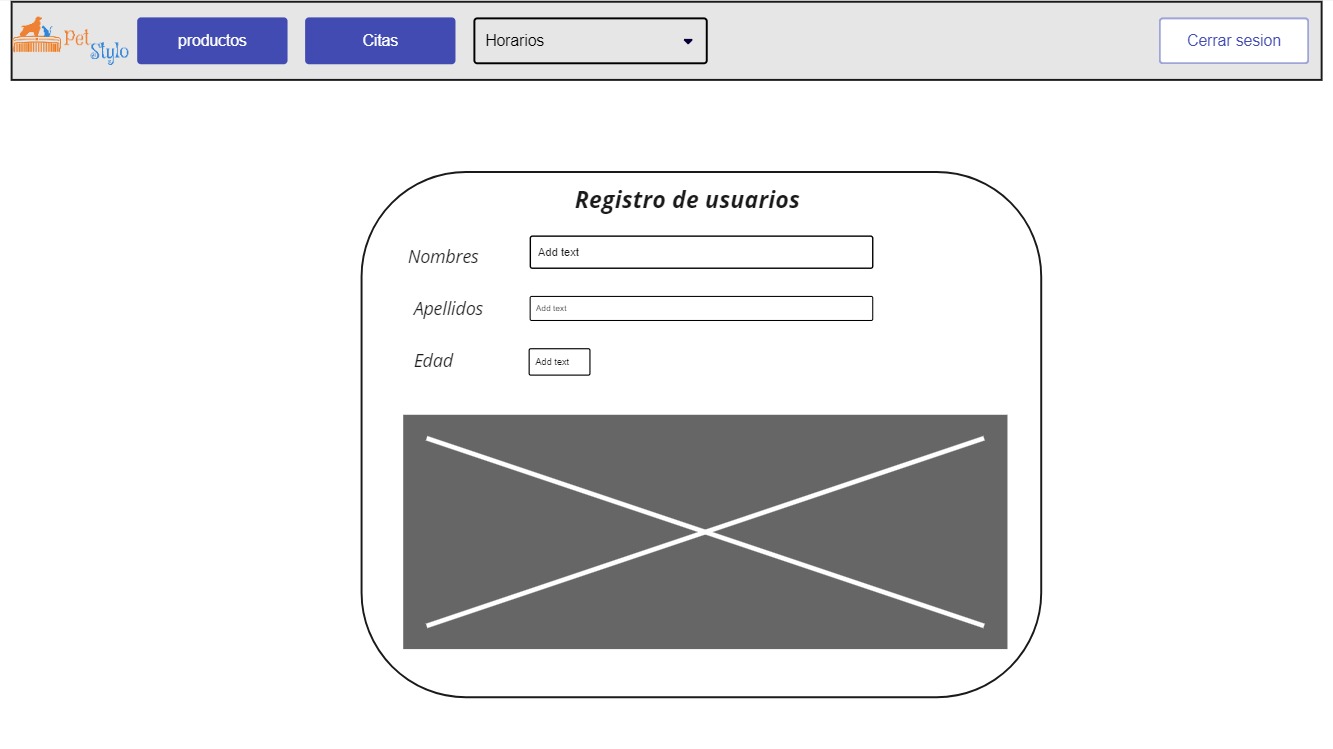 Pet
Stylo
productos
Citas
Horarios
Cerrar sesion
Registro de usuarios
Nombres
Add text
Apellidos
Add text
Edad
Add text